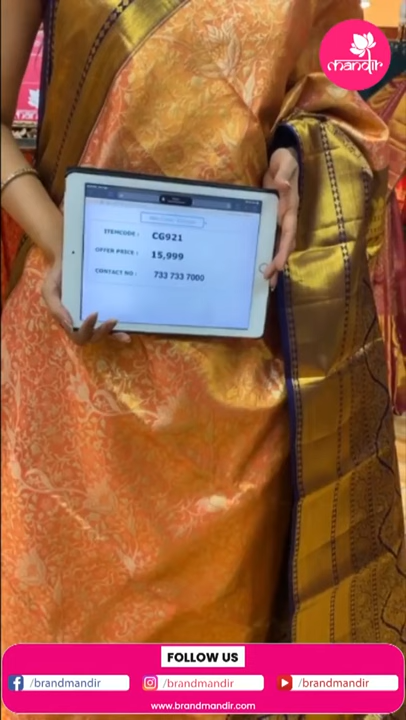 mandir
ITEMCODE : CG921
OFFER PRICE : 15,999
CONTACT NO : 733 733 7000
FOLLOW US
/brandmandir /brandmandir /brandmandir
www.brandmandir.com